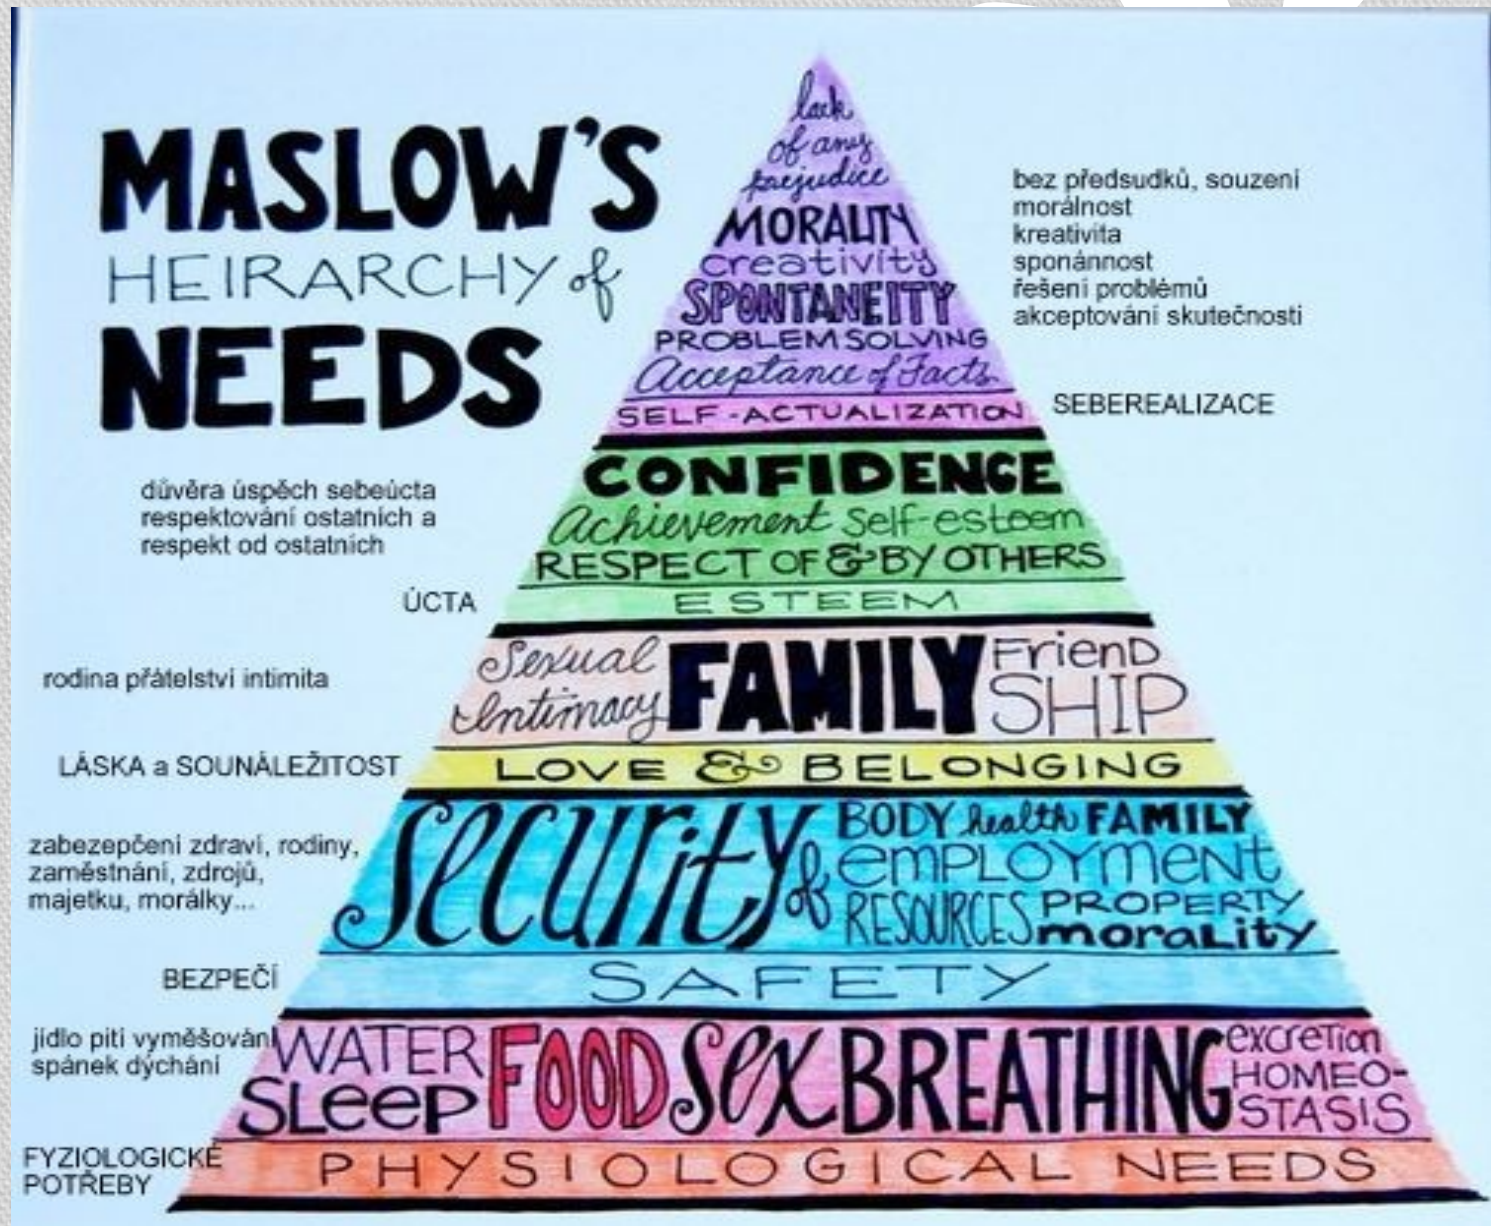 MASLOW'S
HEIRARCHY of
NEEDS
lack
of any
prejudice
MORALITY
creativity
SPONTANEITY
PROBLEM SOLVING
Acceptance of Facts
SELF-ACTUALIZATION
bez předsudků, souzení
morálnost
kreativita
sponánnost
řešení problémů
akceptování skutečnosti
SEBEREALIZACE
CONFIDENCE
Achievement Self-esteem
RESPECT OF & BY OTHERS
ESTEEM
důvěra úspěch sebeúcta
respektování ostatních a
respekt od ostatních
ÚCTA
Sexual
Intimacy
FAMILY
FrienD
SHIP
LOVE & BELONGING
rodina přátelství intimita
LÁSKA a SOUNÁLEŽITOST
Security
of
BODY health FAMILY
emPLOYmeNT
RESOURCES PROPERTY
moraLity
SAFETY
zabezepčení zdraví, rodiny,
zaměstnání, zdrojů,
majetku, morálky...
BEZPEČÍ
WATER
SLeep
FOOD
Sex
BREATHING
excreTion
HOMEO-
STASIS
PHYSIOLOGICAL NEEDS
jídlo pití vyměšování
spánek dýchání
FYZIOLOGICKÉ
POTŘEBY